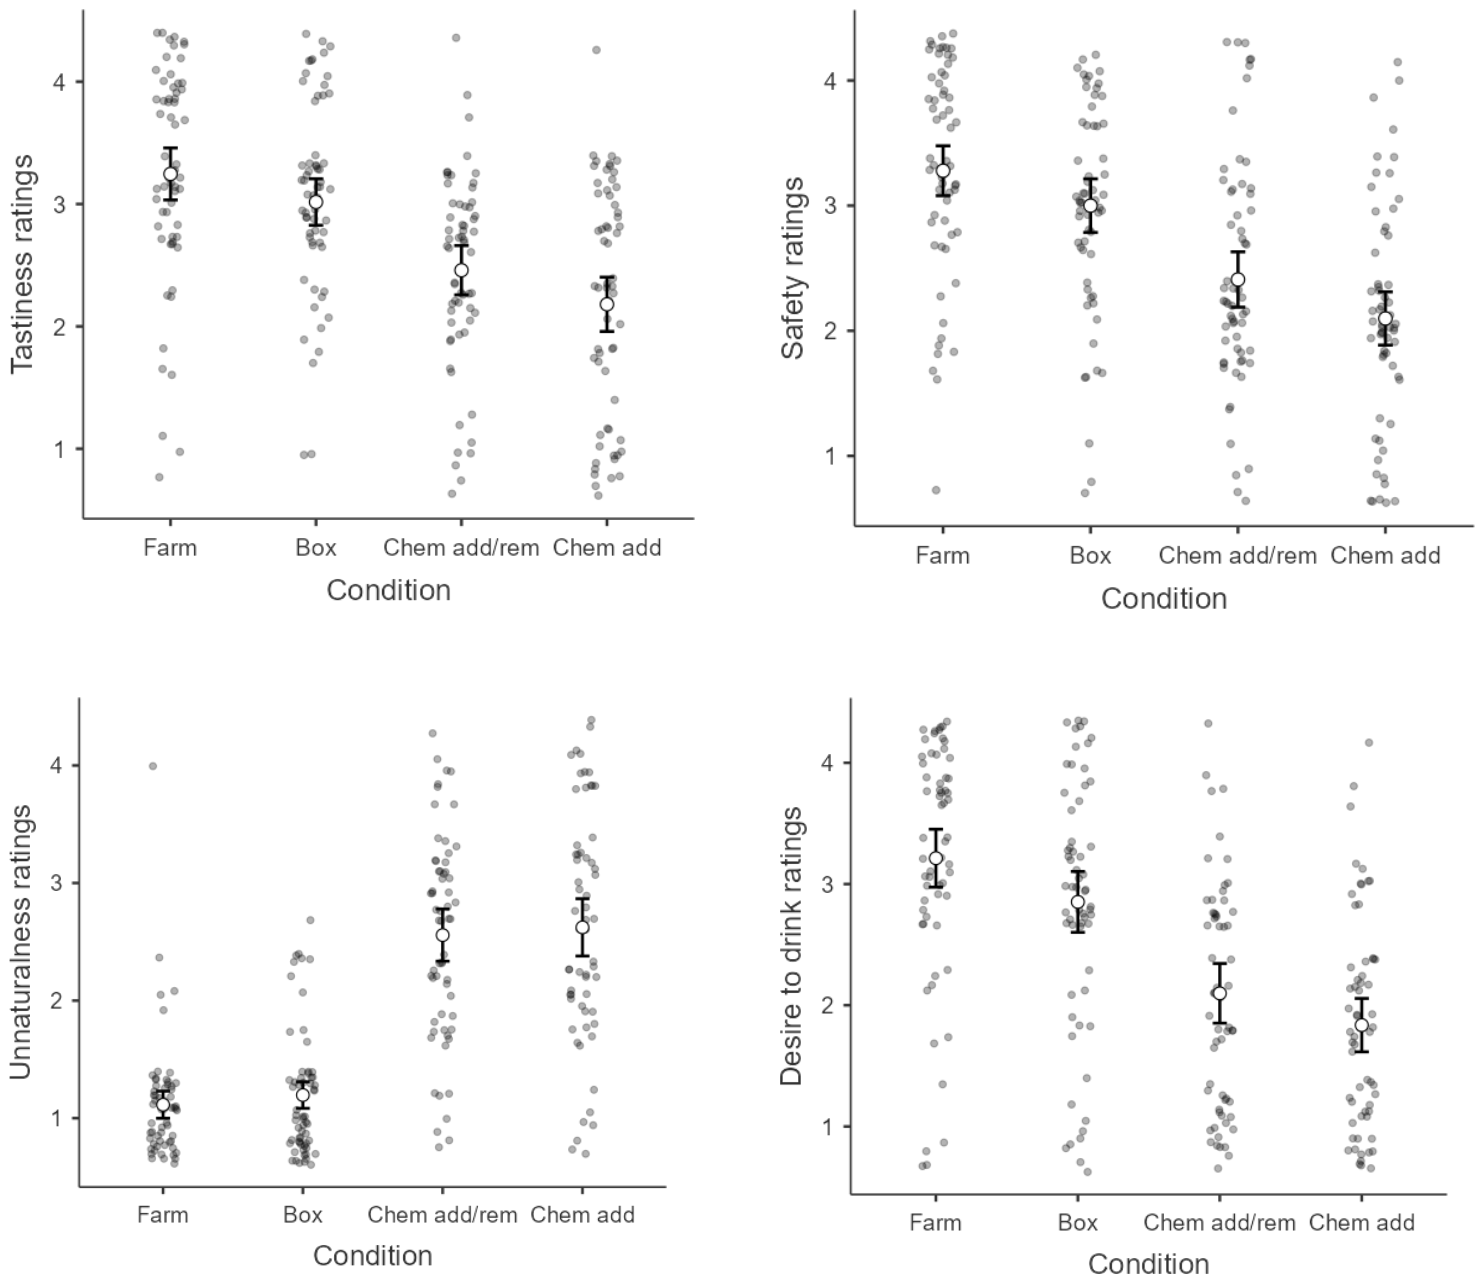 Tastiness ratings
4
3
2
1
Farm Box Chem add/rem Chem add
Condition
Safety ratings
4
3
2
1
Farm Box Chem add/rem Chem add
Condition
Unnaturalness ratings
4
3
2
1
Farm Box Chem add/rem Chem add
Condition
Desire to drink ratings
4
3
2
1
Farm Box Chem add/rem Chem add
Condition